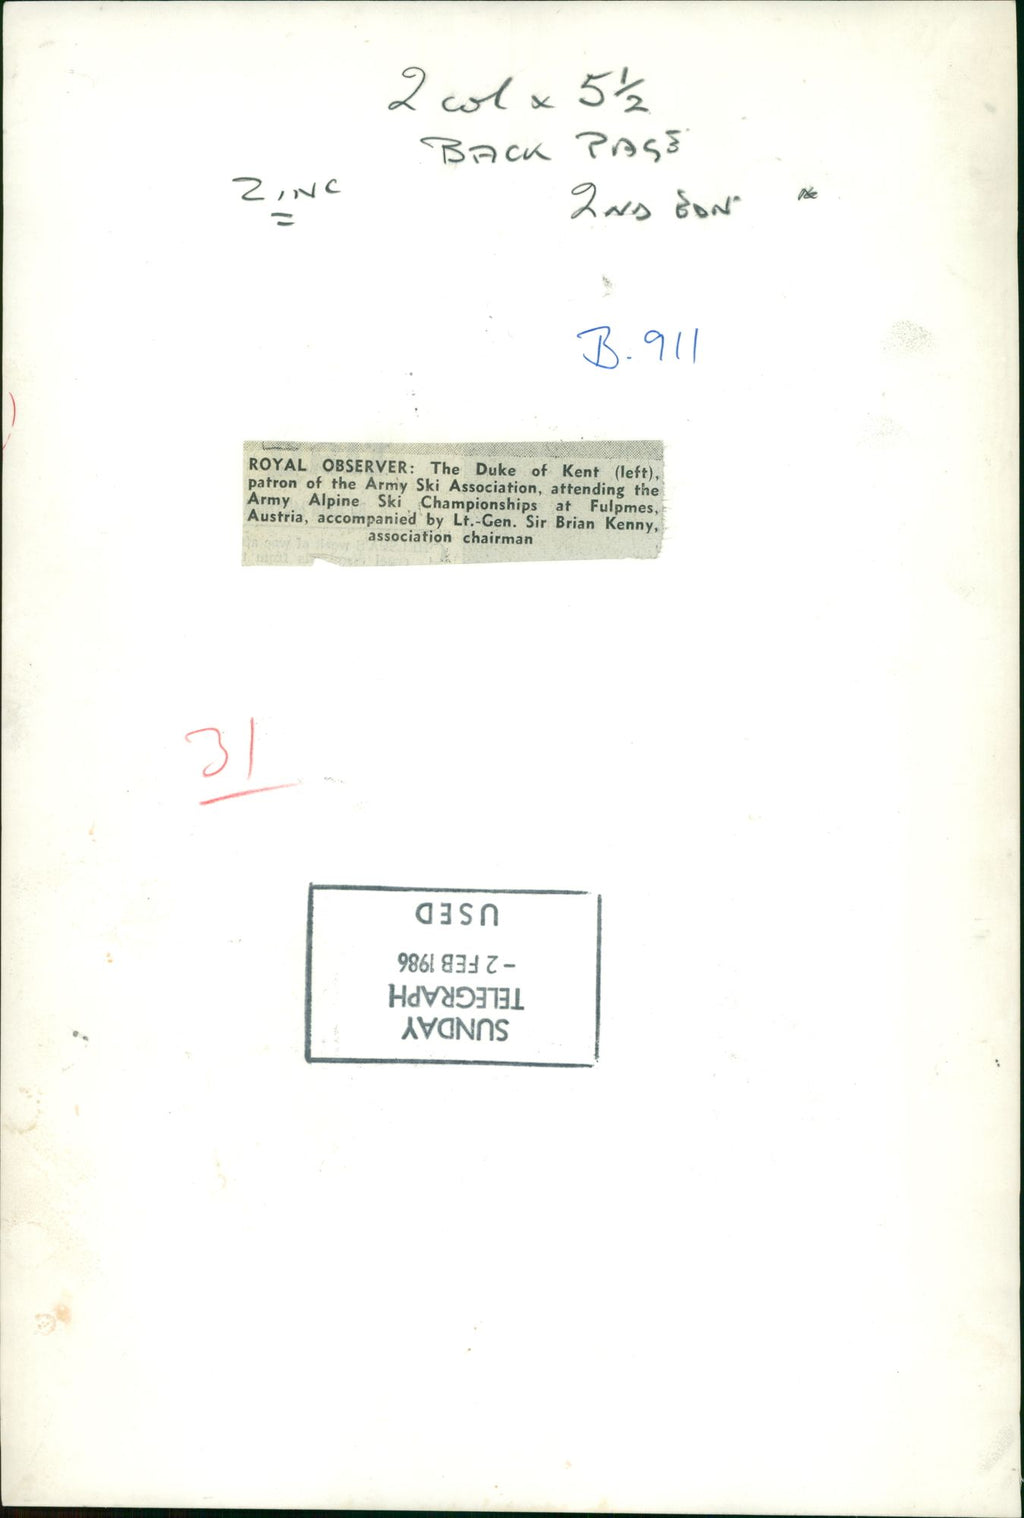 2 col x 5½
BACK PAGE
ZINC
2ND EDN
B.911
ROYAL OBSERVER: The Duke of Kent (left),
patron of the Army Ski Association, attending the
Army Alpine Ski Championships at Fulpmes,
Austria, accompanied by Lt.-Gen. Sir Brian Kenny,
association chairman
31
SUNDAY
TELEGRAPH
- 2 FEB 1986
USED